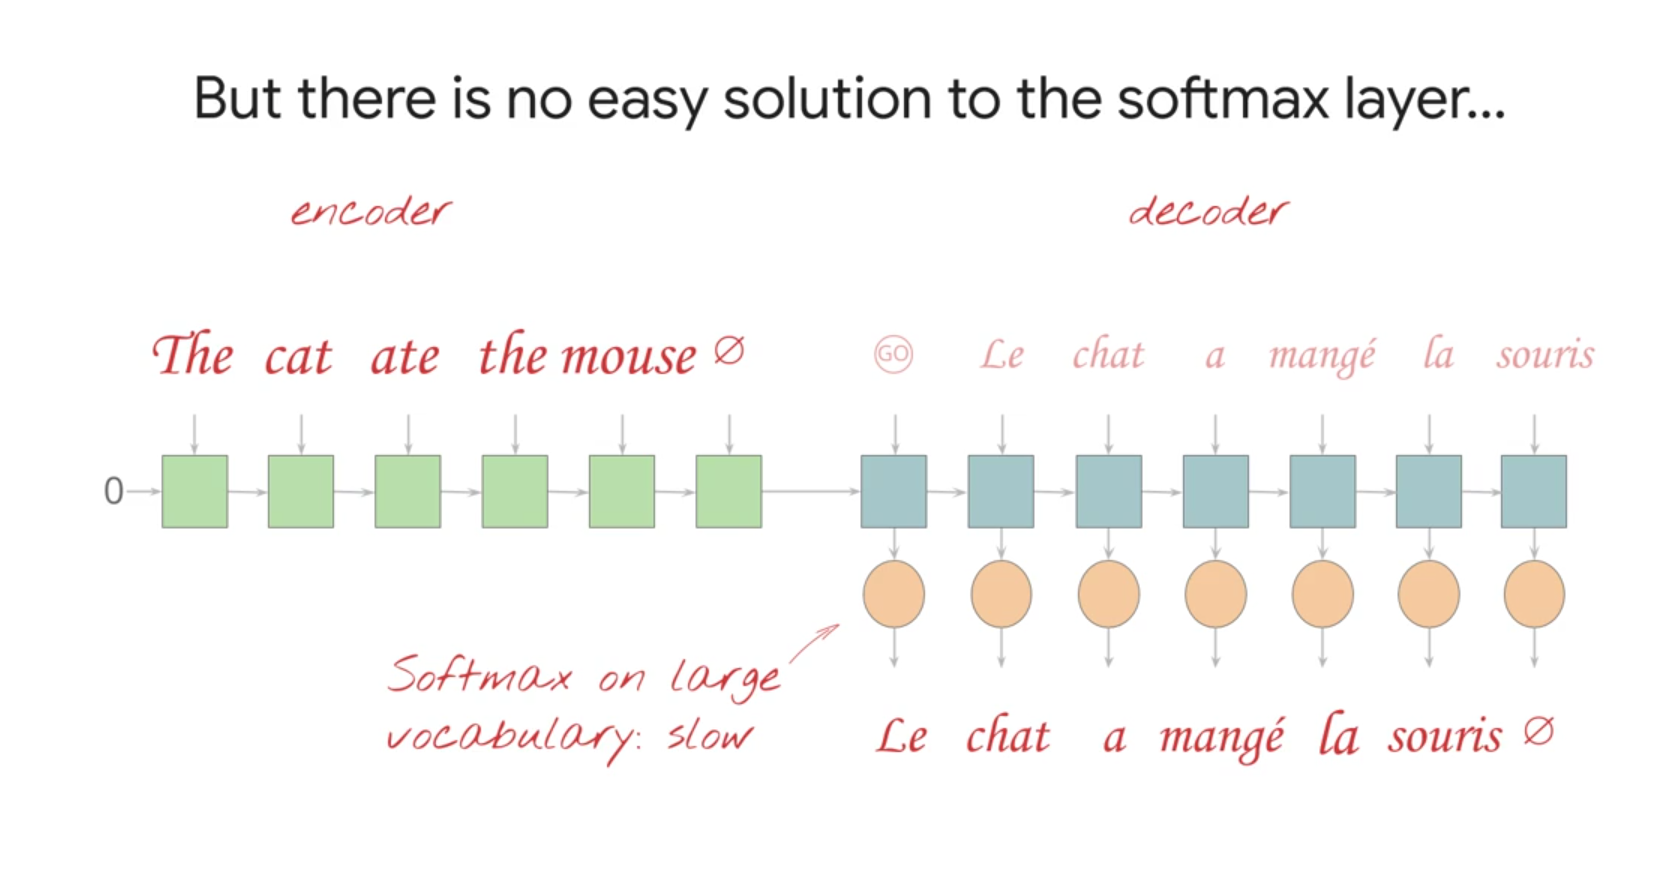 But there is no easy solution to the softmax layer...
encoder
decoder
The cat ate the mouse ∅
GO Le chat a mangé la souris
0
Softmax on large
vocabulary: slow
Le chat a mangé la souris ∅